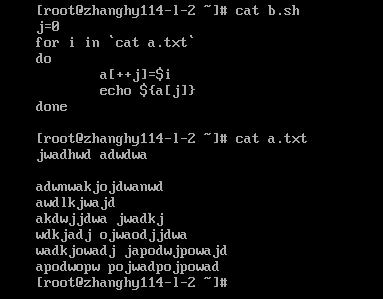 [root@zhanghy114-l-2 ~]# cat b.sh
j=0
for i in `cat a.txt`
do
        a[++j]=$i
        echo ${a[j]}
done

[root@zhanghy114-l-2 ~]# cat a.txt
jwadhwd adwdwa

adwnwakjojdwanwd
awdlkjwajd
akdwjjdwa jwadkj
wdkjadj ojwaodjjdwa
wadkjowadj japodwjpowajd
apodwopw pojwadpojpowad
[root@zhanghy114-l-2 ~]#